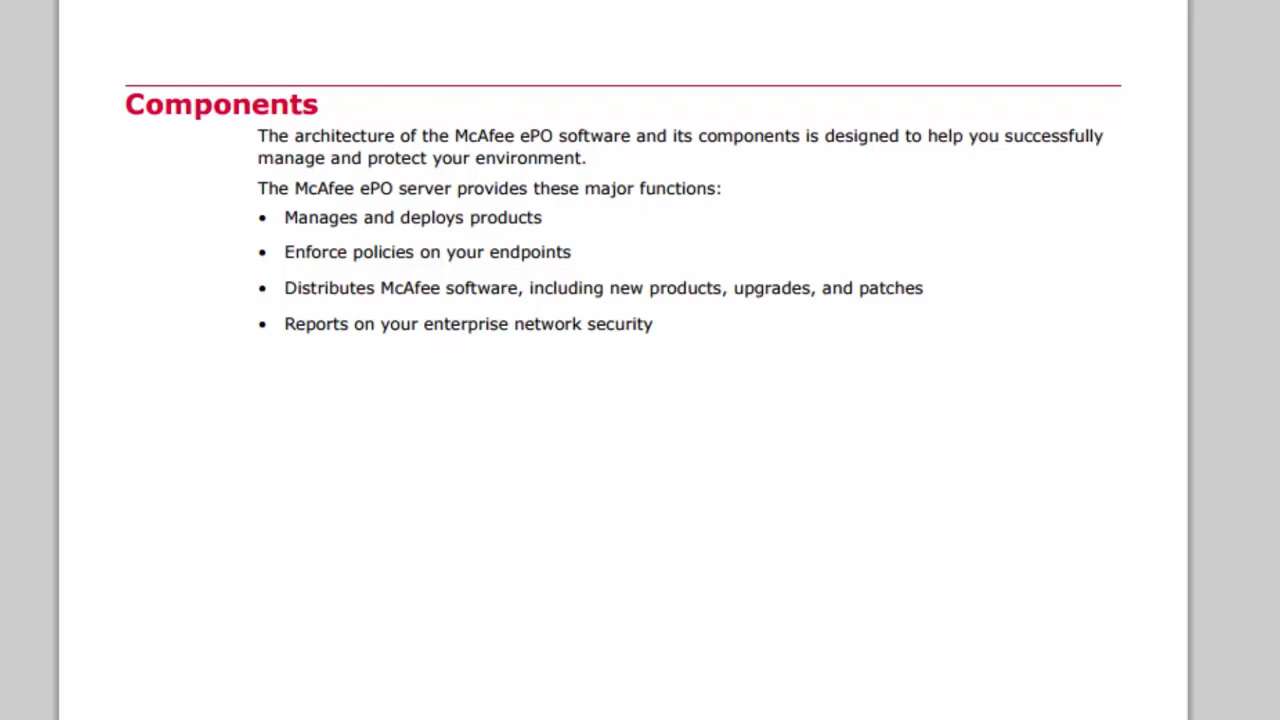 Components
The architecture of the McAfee ePO software and its components is designed to help you successfully
manage and protect your environment.
The McAfee ePO server provides these major functions:
• Manages and deploys products
• Enforce policies on your endpoints
• Distributes McAfee software, including new products, upgrades, and patches
• Reports on your enterprise network security